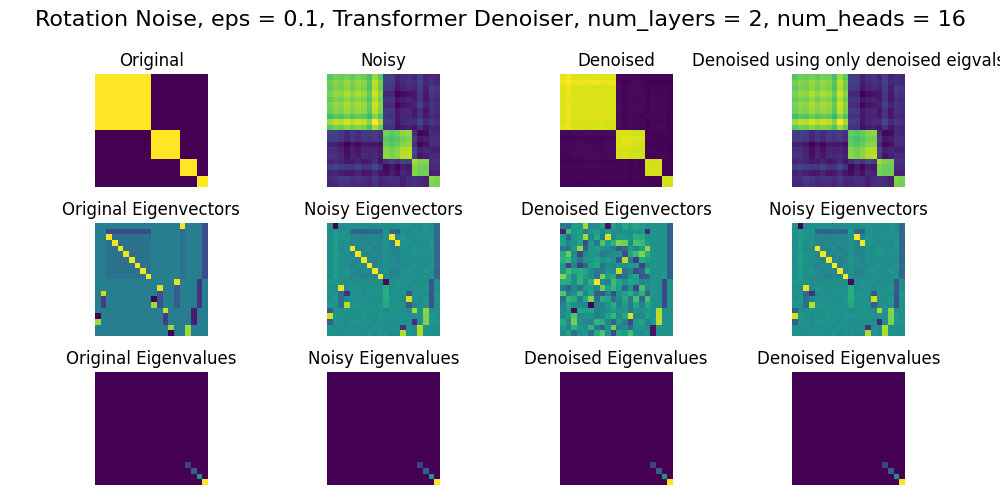 Rotation Noise, eps = 0.1, Transformer Denoiser, num_layers = 2, num_heads = 16
Original
Noisy
Denoised
Denoised using only denoised eigvals
Original Eigenvectors
Noisy Eigenvectors
Denoised Eigenvectors
Noisy Eigenvectors
Original Eigenvalues
Noisy Eigenvalues
Denoised Eigenvalues
Denoised Eigenvalues